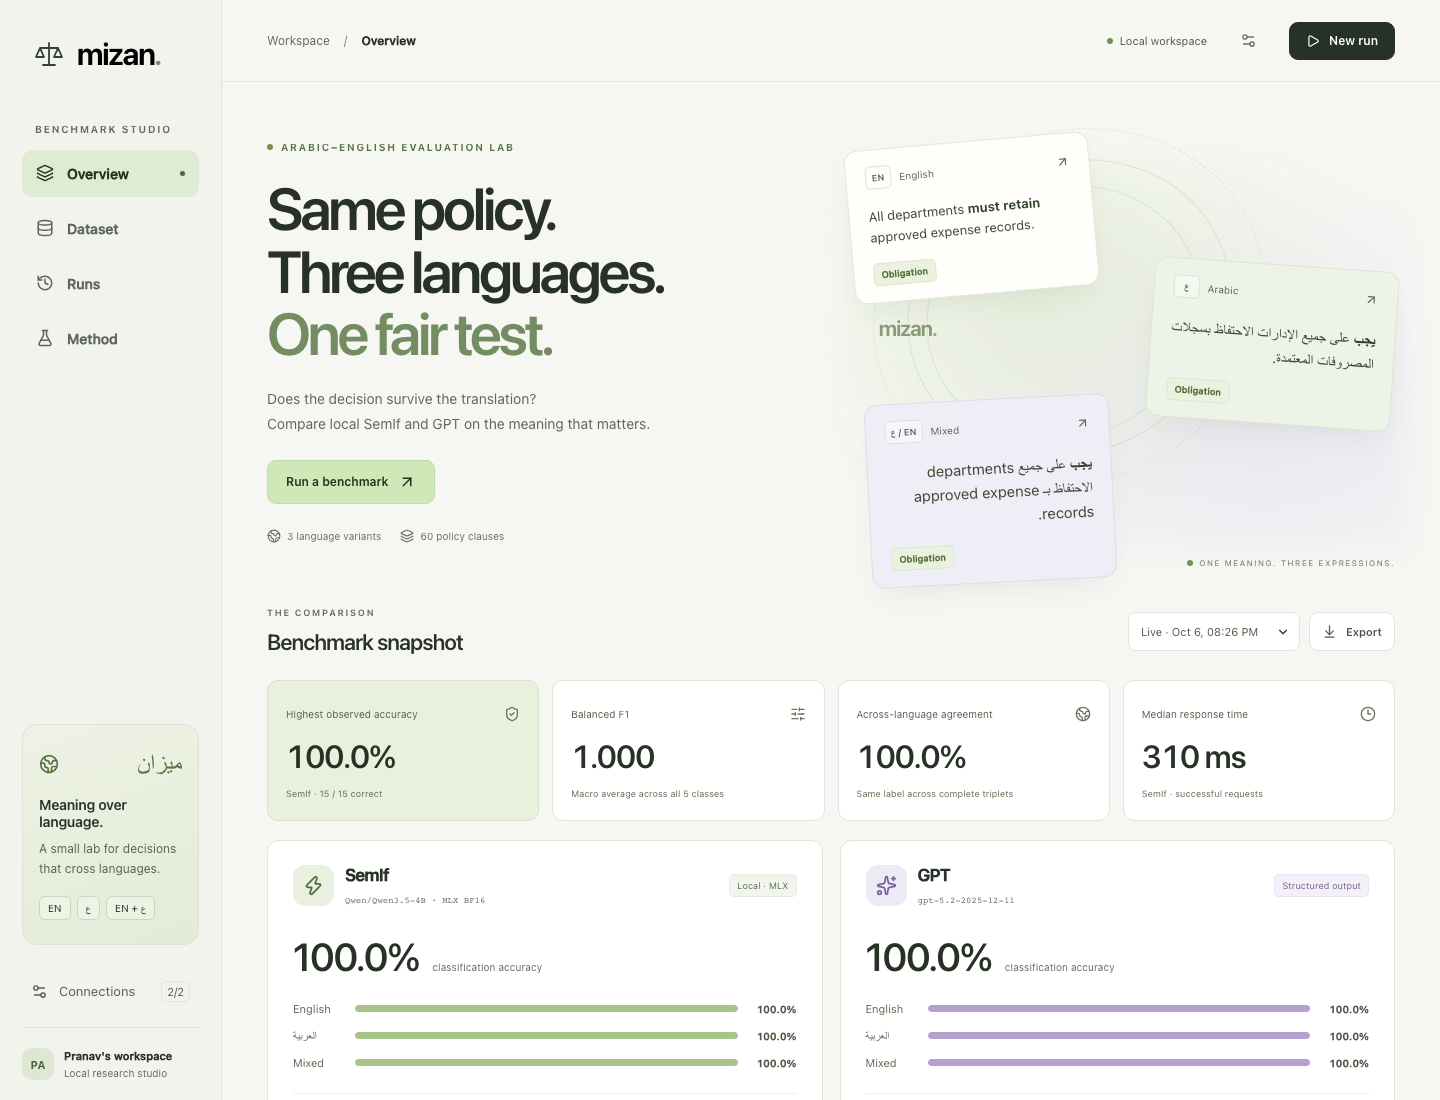 mizan.
BENCHMARK STUDIO
Overview
Dataset
Runs
Method
ميزان
Meaning over
language.
A small lab for decisions
that cross languages.
EN
ع
EN + ع
Connections
2/2
PA
Pranav's workspace
Local research studio
Workspace / Overview
Local workspace
New run
ARABIC–ENGLISH EVALUATION LAB
Same policy.
Three languages.
One fair test.
Does the decision survive the translation?
Compare local SemIf and GPT on the meaning that matters.
Run a benchmark
3 language variants
60 policy clauses
EN English
All departments must retain
approved expense records.
Obligation
mizan.
ع Arabic
يجب على جميع الإدارات الاحتفاظ بسجلات
المصروفات المعتمدة.
Obligation
ع / EN Mixed
يجب على جميع departments
الاحتفاظ بـ approved expense
records.
Obligation
ONE MEANING. THREE EXPRESSIONS.
THE COMPARISON
Benchmark snapshot
Live · Oct 6, 08:26 PM
Export
Highest observed accuracy
100.0%
SemIf · 15 / 15 correct
Balanced F1
1.000
Macro average across all 5 classes
Across-language agreement
100.0%
Same label across complete triplets
Median response time
310 ms
SemIf · successful requests
SemIf
Qwen/Qwen3.5-4B · MLX BF16
Local · MLX
100.0% classification accuracy
English 100.0%
العربية 100.0%
Mixed 100.0%
GPT
gpt-5.2-2025-12-11
Structured output
100.0% classification accuracy
English 100.0%
العربية 100.0%
Mixed 100.0%